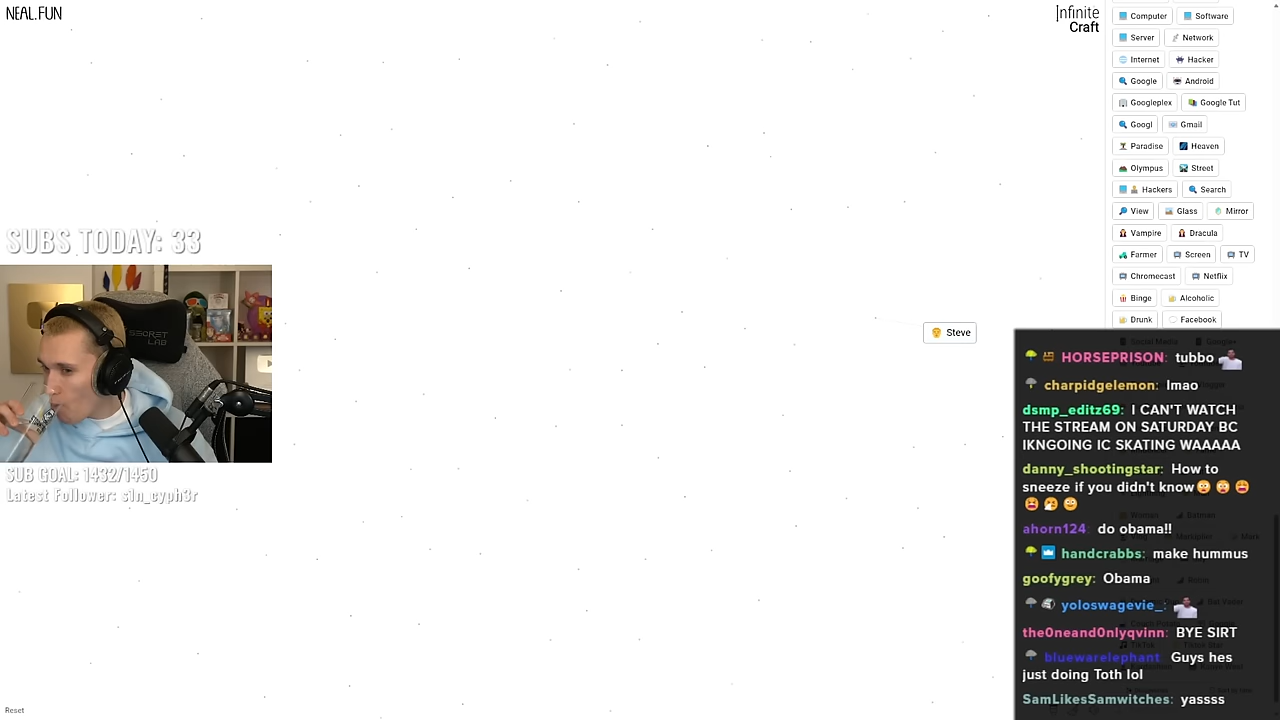 NEAL.FUN
Infinite
Craft
Computer
Software
Server
Network
Internet
Hacker
Google
Android
Googleplex
Google Tut
Googl
Gmail
Paradise
Heaven
Olympus
Street
Hackers
Search
View
Glass
Mirror
Vampire
Dracula
Farmer
Screen
TV
Chromecast
Netflix
Binge
Alcoholic
Drunk
Facebook
Steve
SUBS TODAY: 33
SECRET
LAB
SUB GOAL: 1432/1450
Latest Follower: s1n_cyph3r
HORSEPRISON: tubbo
charpidgelemon: lmao
dsmp_editz69: I CAN'T WATCH
THE STREAM ON SATURDAY BC
IKNGOING IC SKATING WAAAAA
danny_shootingstar: How to
sneeze if you didn't know
ahorn124: do obama!!
handcrabbs: make hummus
goofygrey: Obama
yoloswagevie_:
the0neand0nlyqvinn: BYE SIRT
bluewarelephant Guys hes
just doing Toth lol
SamLikesSamwitches: yassss
Reset